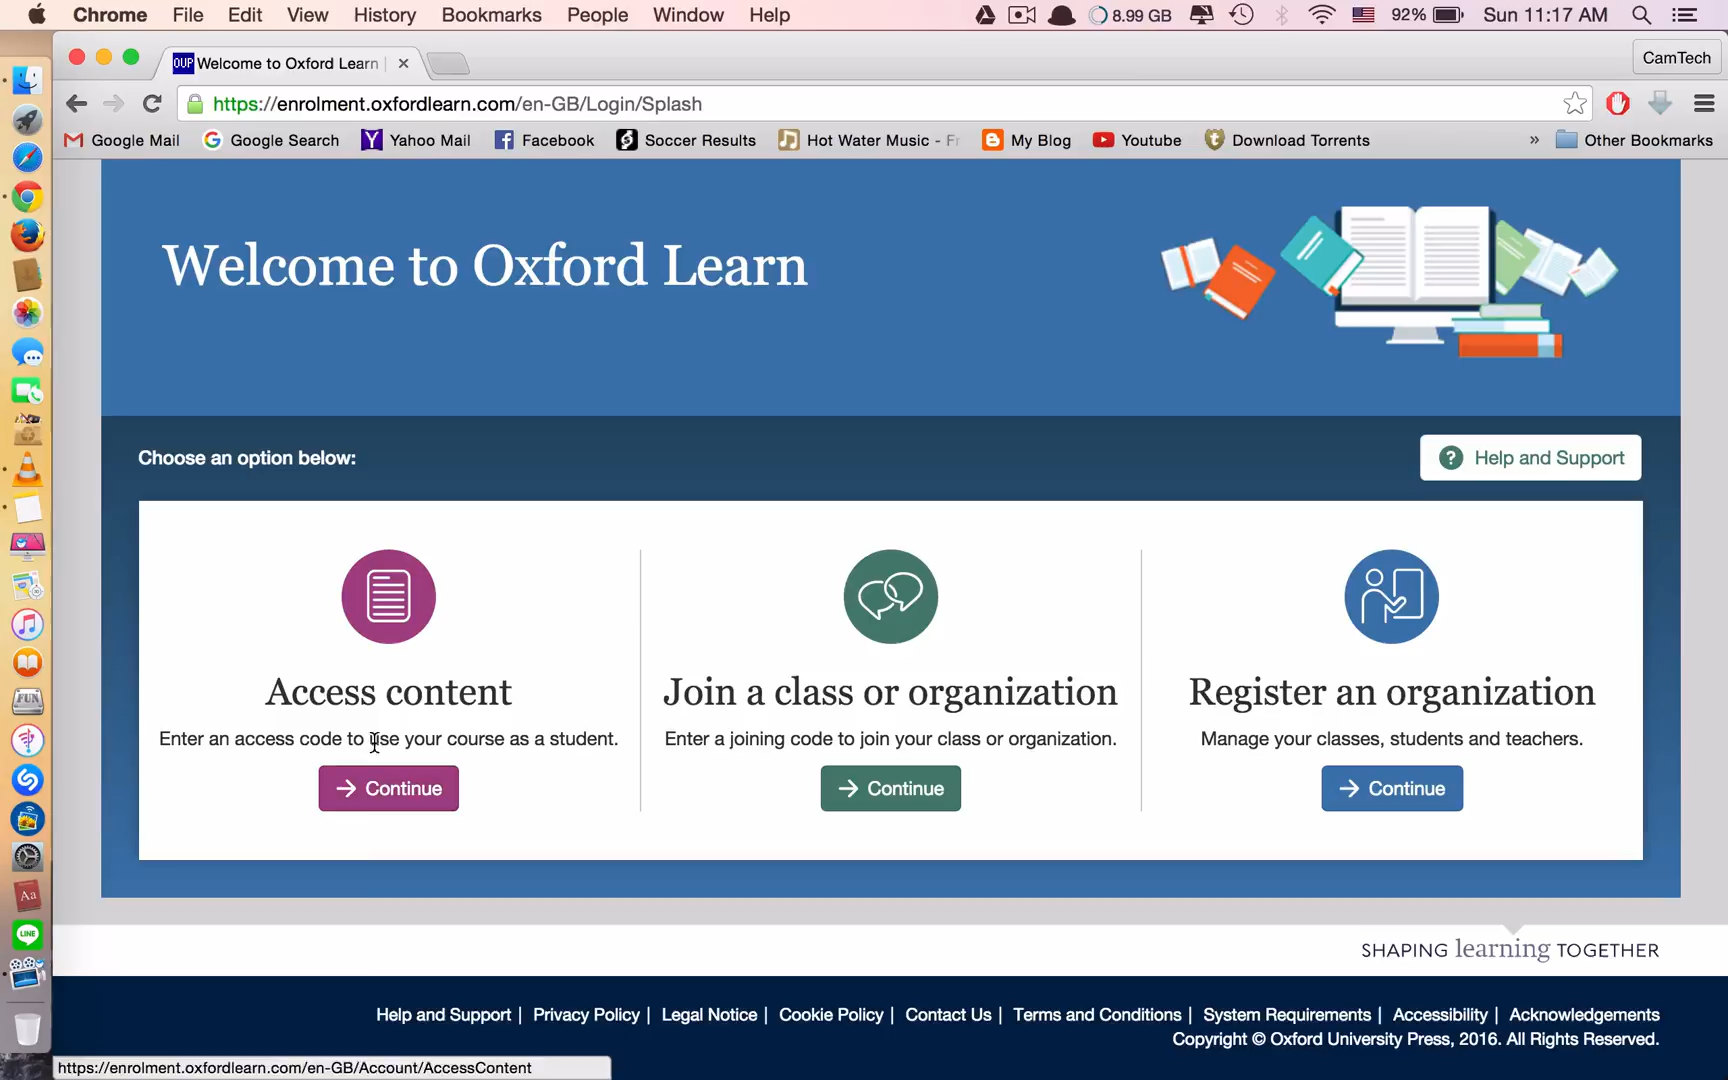 Chrome File Edit View History Bookmarks People Window Help 8.99 GB 92% Sun 11:17 AM
OUP Welcome to Oxford Learn CamTech
https://enrolment.oxfordlearn.com/en-GB/Login/Splash
Google Mail Google Search Yahoo Mail Facebook Soccer Results Hot Water Music - Fr My Blog Youtube Download Torrents » Other Bookmarks
Welcome to Oxford Learn
Choose an option below:
? Help and Support
Access content
Enter an access code to use your course as a student.
Continue
Join a class or organization
Enter a joining code to join your class or organization.
Continue
Register an organization
Manage your classes, students and teachers.
Continue
SHAPING learning TOGETHER
Help and Support | Privacy Policy | Legal Notice | Cookie Policy | Contact Us | Terms and Conditions | System Requirements | Accessibility | Acknowledgements
Copyright © Oxford University Press, 2016. All Rights Reserved.
https://enrolment.oxfordlearn.com/en-GB/Account/AccessContent
FUN
Aa
LINE